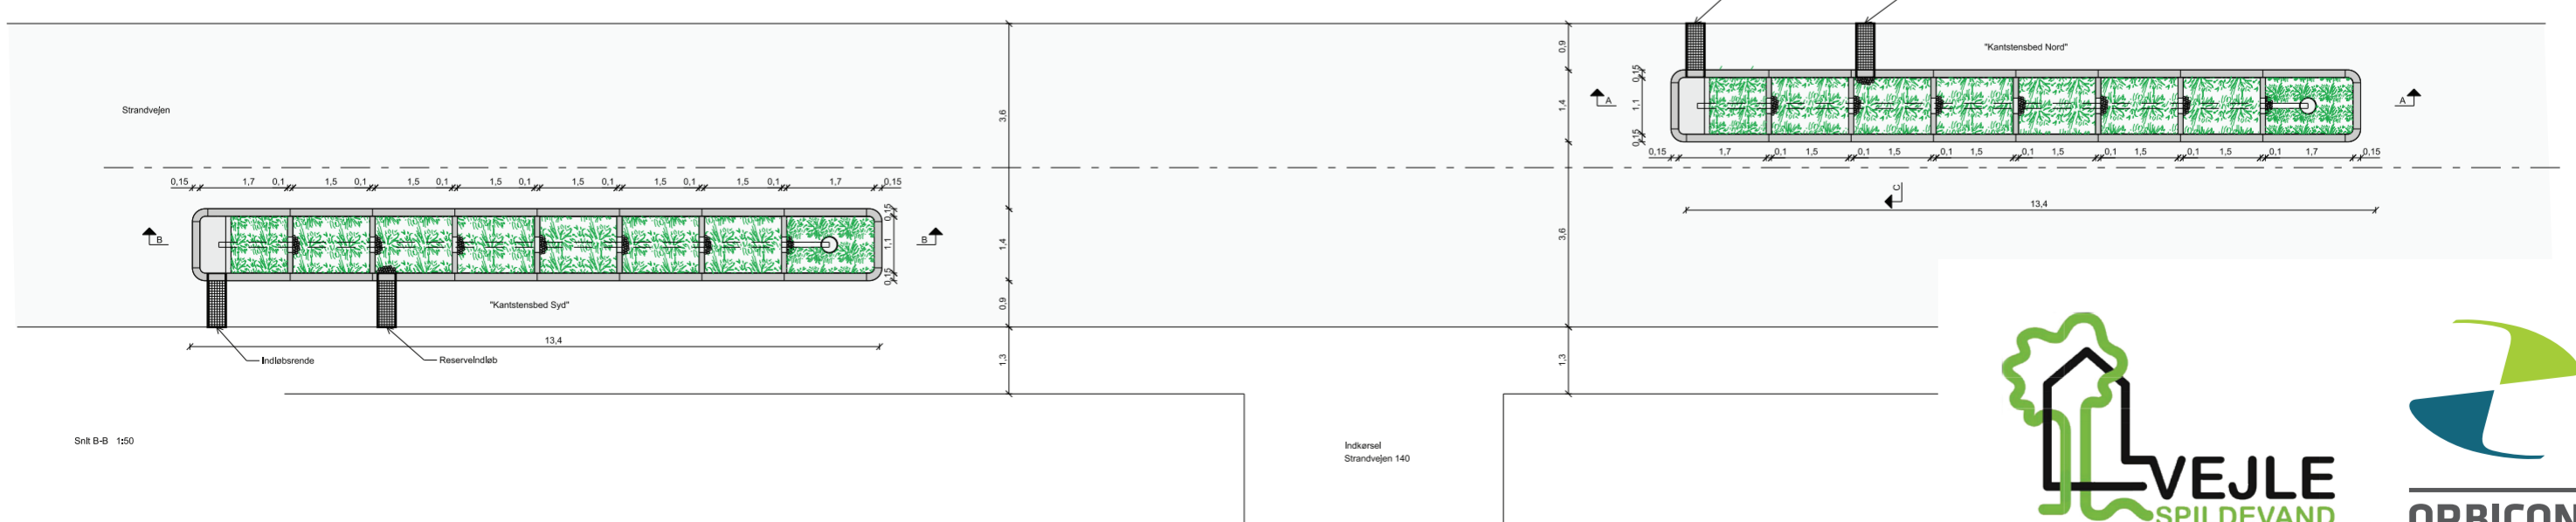 "Kantstensbed Nord"
0,9
0,9
0,15
1,4
1,1
0,15
A
A
Strandvejen
3,6
0,15 1,7 0,1 1,5 0,1 1,5 0,1 1,5 0,1 1,5 0,1 1,5 0,1 1,5 0,1 1,7 0,15
0,15 1,7 0,1 1,5 0,1 1,5 0,1 1,5 0,1 1,5 0,1 1,5 0,1 1,5 0,1 1,7 0,15
C
13,4
B
B
0,15
1,4
1,1
0,15
3,6
"Kantstensbed Syd"
13,4
Indløbsrende
Reserveindløb
1,3
1,3
Snit B-B 1:50
Indkørsel
Strandvejen 140
VEJLE
SPILDEVAND
ORBICON